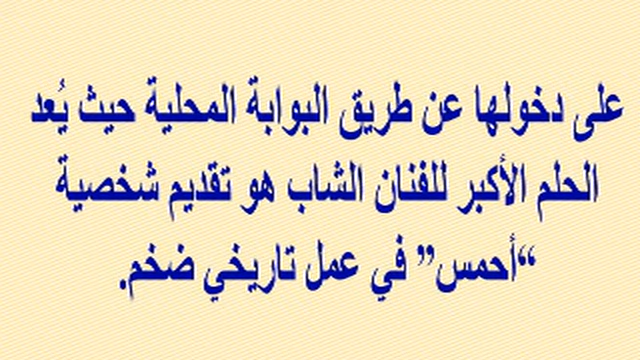 على دخولها عن طريق البوابة المحلية حيث يُعد
الحلم الأكبر للفنان الشاب هو تقديم شخصية
“أحمس” في عمل تاريخي ضخم.